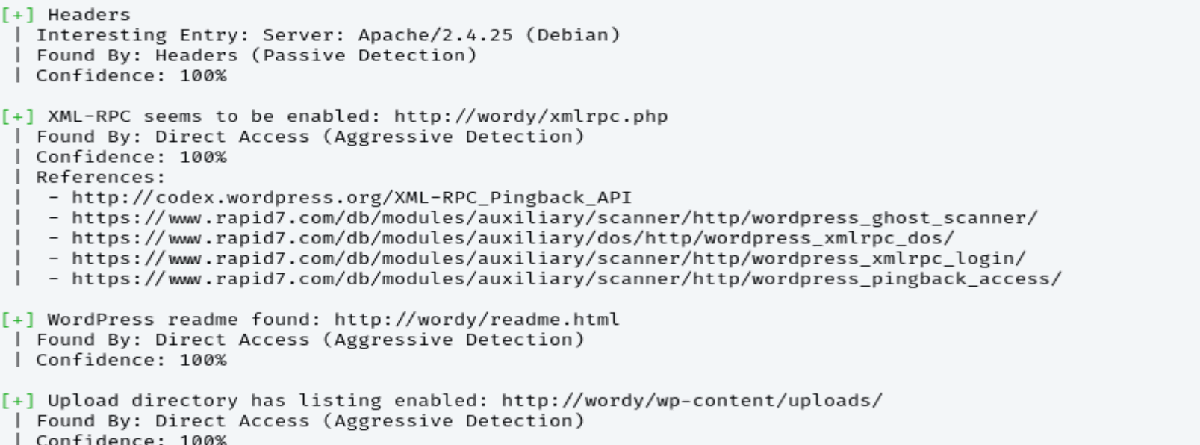 [+] Headers
| Interesting Entry: Server: Apache/2.4.25 (Debian)
| Found By: Headers (Passive Detection)
| Confidence: 100%
[+] XML-RPC seems to be enabled: http://wordy/xmlrpc.php
| Found By: Direct Access (Aggressive Detection)
| Confidence: 100%
| References:
|  - http://codex.wordpress.org/XML-RPC_Pingback_API
|  - https://www.rapid7.com/db/modules/auxiliary/scanner/http/wordpress_ghost_scanner/
|  - https://www.rapid7.com/db/modules/auxiliary/dos/http/wordpress_xmlrpc_dos/
|  - https://www.rapid7.com/db/modules/auxiliary/scanner/http/wordpress_xmlrpc_login/
|  - https://www.rapid7.com/db/modules/auxiliary/scanner/http/wordpress_pingback_access/
[+] WordPress readme found: http://wordy/readme.html
| Found By: Direct Access (Aggressive Detection)
| Confidence: 100%
[+] Upload directory has listing enabled: http://wordy/wp-content/uploads/
| Found By: Direct Access (Aggressive Detection)
| Confidence: 100%